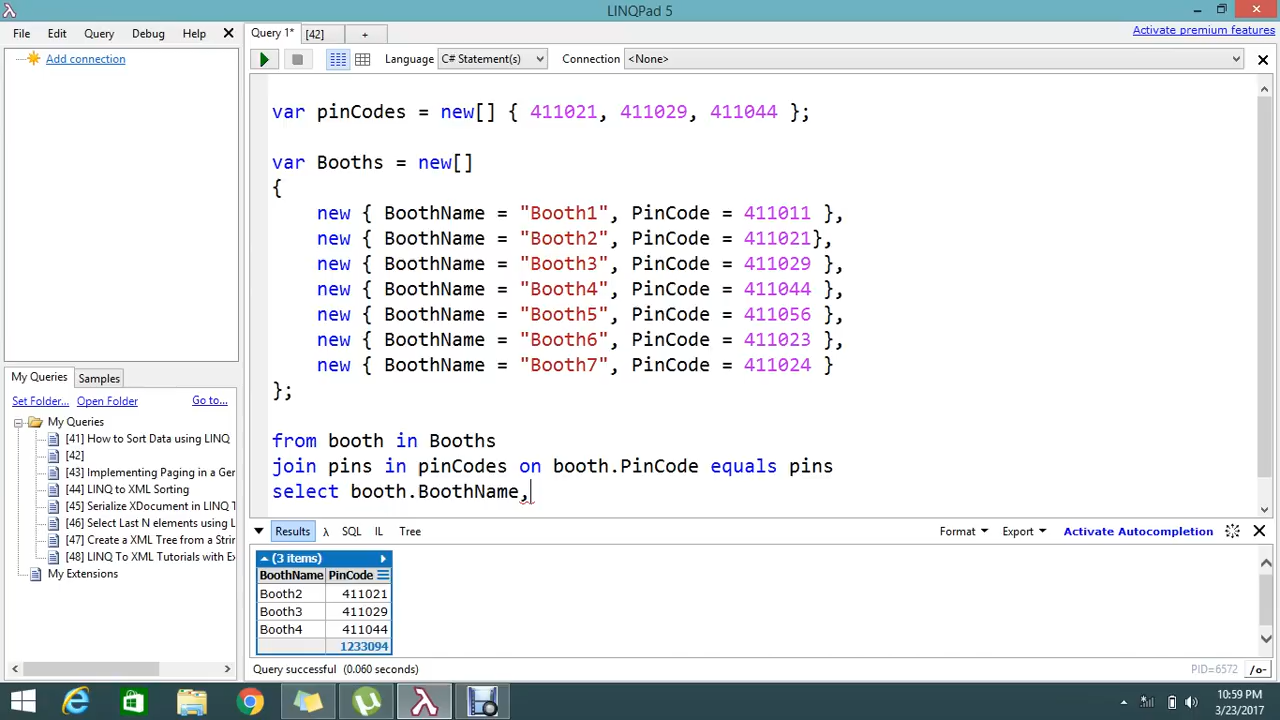 LINQPad 5
File Edit Query Debug Help
Query 1* [42] +
Activate premium features
Add connection
Language C# Statement(s) Connection <None>
var pinCodes = new[] { 411021, 411029, 411044 };
var Booths = new[]
{
new { BoothName = "Booth1", PinCode = 411011 },
new { BoothName = "Booth2", PinCode = 411021},
new { BoothName = "Booth3", PinCode = 411029 },
new { BoothName = "Booth4", PinCode = 411044 },
new { BoothName = "Booth5", PinCode = 411056 },
new { BoothName = "Booth6", PinCode = 411023 },
new { BoothName = "Booth7", PinCode = 411024 }
};
from booth in Booths
join pins in pinCodes on booth.PinCode equals pins
select booth.BoothName,
My Queries Samples
Set Folder... Open Folder Go to...
My Queries
[41] How to Sort Data using LINQ
[42]
[43] Implementing Paging in a Ger
[44] LINQ to XML Sorting
[45] Serialize XDocument in LINQ T
[46] Select Last N elements using L
[47] Create a XML Tree from a Strin
[48] LINQ To XML Tutorials with Ex
My Extensions
Results λ SQL IL Tree
Format Export Activate Autocompletion
(3 items)
BoothName PinCode
Booth2 411021
Booth3 411029
Booth4 411044
1233094
Query successful (0.060 seconds)
PID=6572 /o-
10:59 PM
3/23/2017